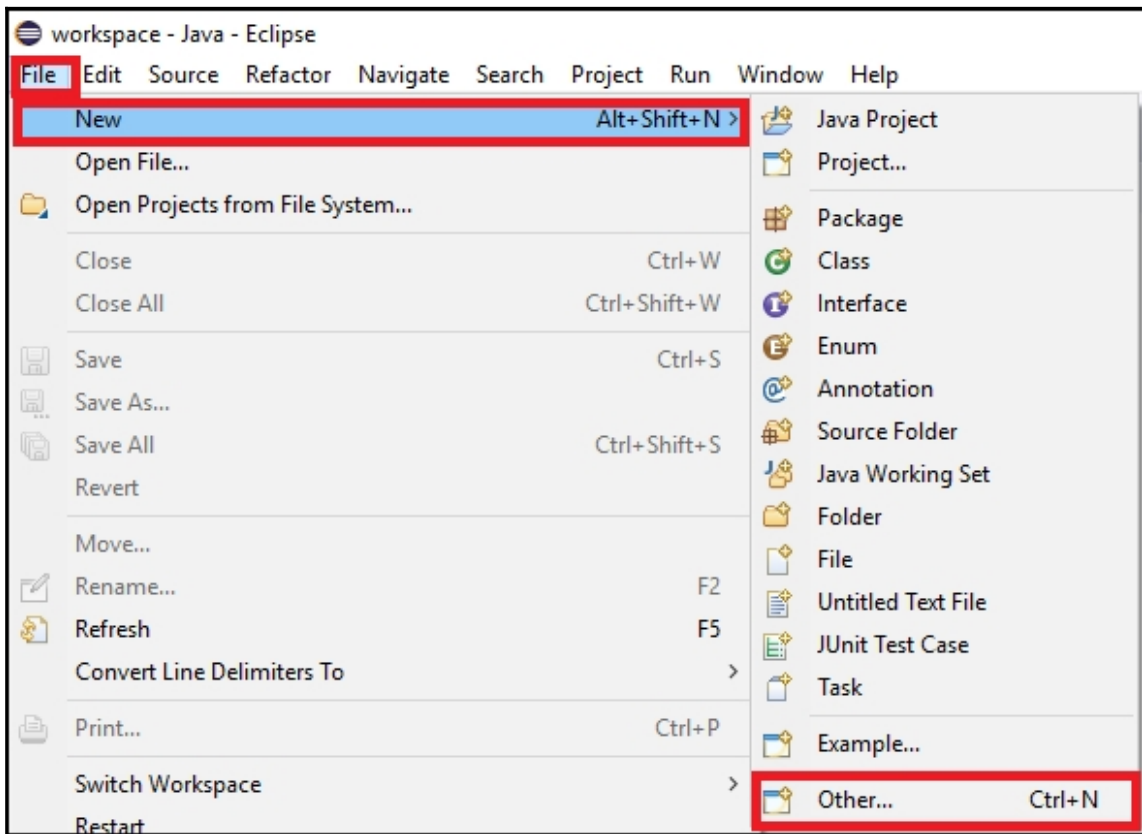 workspace - Java - Eclipse
File Edit Source Refactor Navigate Search Project Run Window Help
New Alt+Shift+N >
Open File...
Open Projects from File System...
Close Ctrl+W
Close All Ctrl+Shift+W
Save Ctrl+S
Save As...
Save All Ctrl+Shift+S
Revert
Move...
Rename... F2
Refresh F5
Convert Line Delimiters To >
Print... Ctrl+P
Switch Workspace >
Restart
Java Project
Project...
Package
Class
Interface
Enum
Annotation
Source Folder
Java Working Set
Folder
File
Untitled Text File
JUnit Test Case
Task
Example...
Other... Ctrl+N